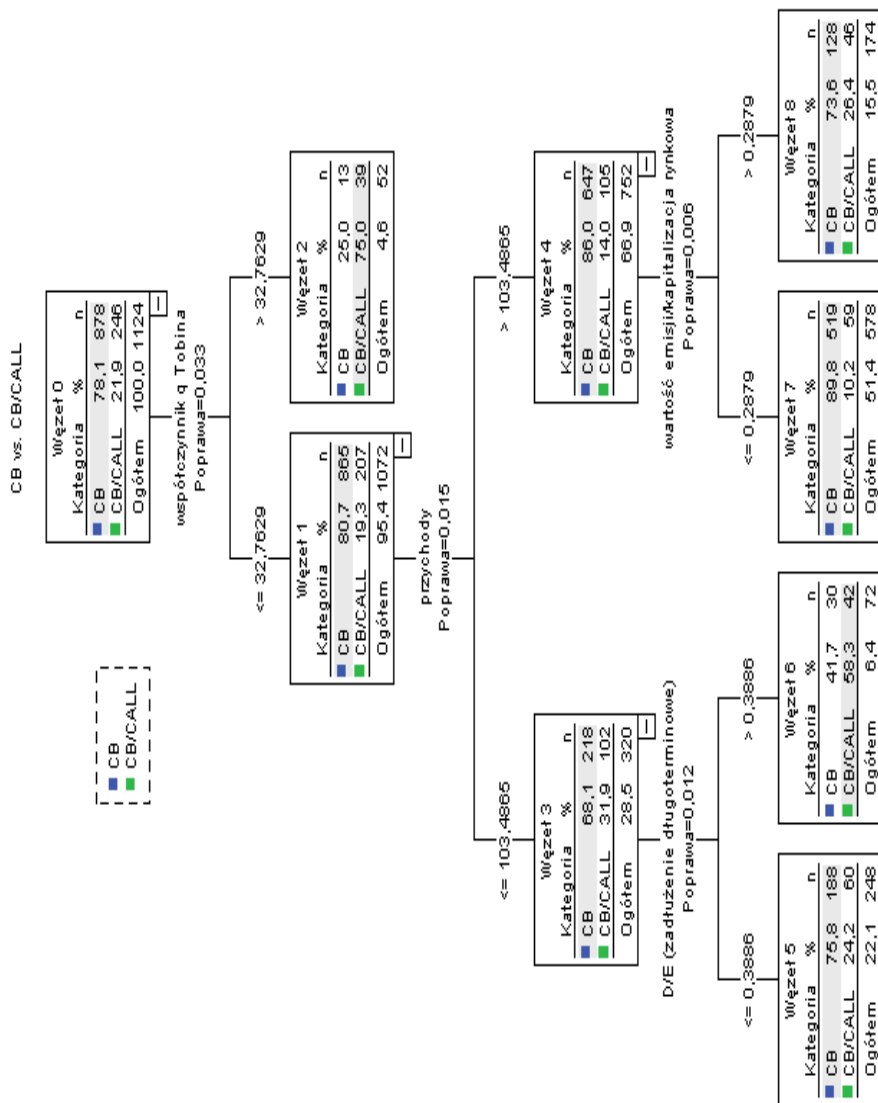 CB vs. CB/CALL
CB
CB/CALL
Węzeł 0
Kategoria % n
CB 78,1 878
CB/CALL 21,9 246
Ogółem 100,0 1124
współczynnik q Tobina
Poprawa=0,033
<= 32,7629
> 32,7629
Węzeł 1
Kategoria % n
CB 80,7 865
CB/CALL 19,3 207
Ogółem 95,4 1072
Węzeł 2
Kategoria % n
CB 25,0 13
CB/CALL 75,0 39
Ogółem 4,6 52
przychody
Poprawa=0,015
<= 103,4865
> 103,4865
Węzeł 3
Kategoria % n
CB 68,1 218
CB/CALL 31,9 102
Ogółem 28,5 320
Węzeł 4
Kategoria % n
CB 86,0 647
CB/CALL 14,0 105
Ogółem 66,9 752
D/E (zadłużenie długoterminowe)
Poprawa=0,012
wartość emisji/kapitalizacja rynkowa
Poprawa=0,006
<= 0,3886
> 0,3886
<= 0,2879
> 0,2879
Węzeł 5
Kategoria % n
CB 75,8 188
CB/CALL 24,2 60
Ogółem 22,1 248
Węzeł 6
Kategoria % n
CB 41,7 30
CB/CALL 58,3 42
Ogółem 6,4 72
Węzeł 7
Kategoria % n
CB 89,8 519
CB/CALL 10,2 59
Ogółem 51,4 578
Węzeł 8
Kategoria % n
CB 73,6 128
CB/CALL 26,4 46
Ogółem 15,5 174